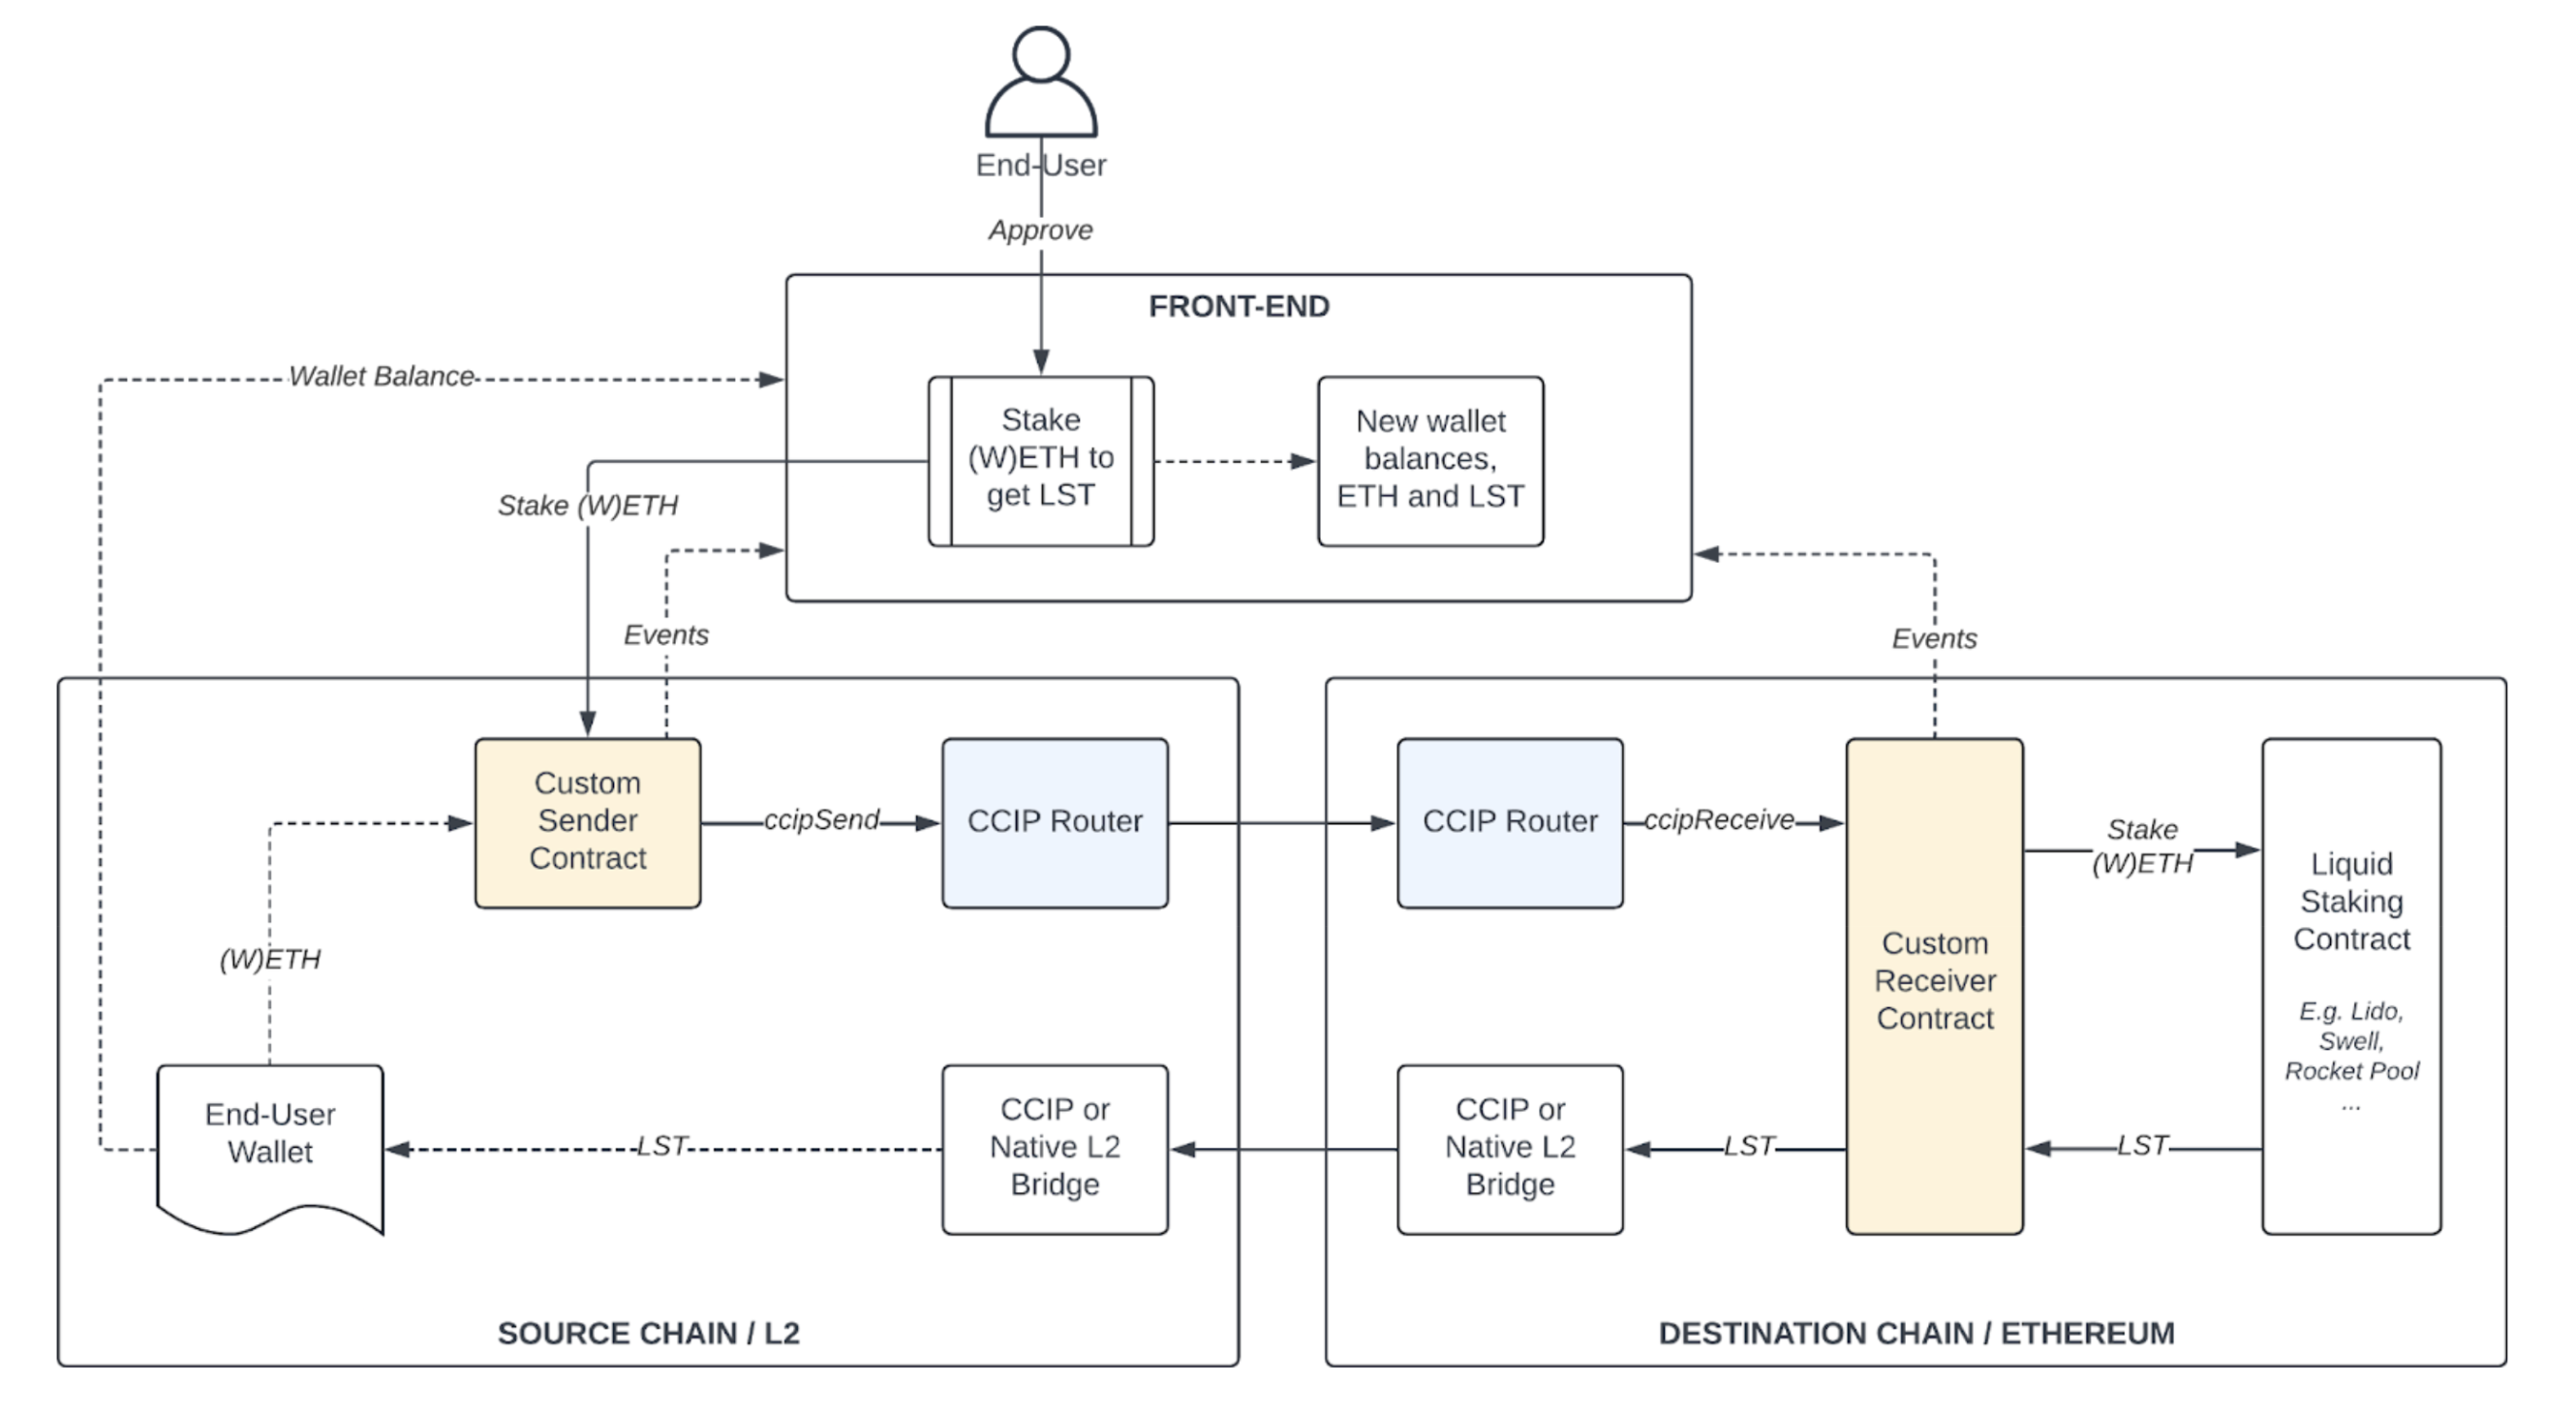 End-User
Approve
FRONT-END
Wallet Balance
Stake
(W)ETH to
get LST
New wallet
balances,
ETH and LST
Stake (W)ETH
Events
Events
Custom
Sender
Contract
ccipSend
CCIP Router
CCIP Router
ccipReceive
Custom
Receiver
Contract
Stake
(W)ETH
Liquid
Staking
Contract
E.g. Lido,
Swell,
Rocket Pool
...
(W)ETH
End-User
Wallet
LST
CCIP or
Native L2
Bridge
CCIP or
Native L2
Bridge
LST
LST
SOURCE CHAIN / L2
DESTINATION CHAIN / ETHEREUM